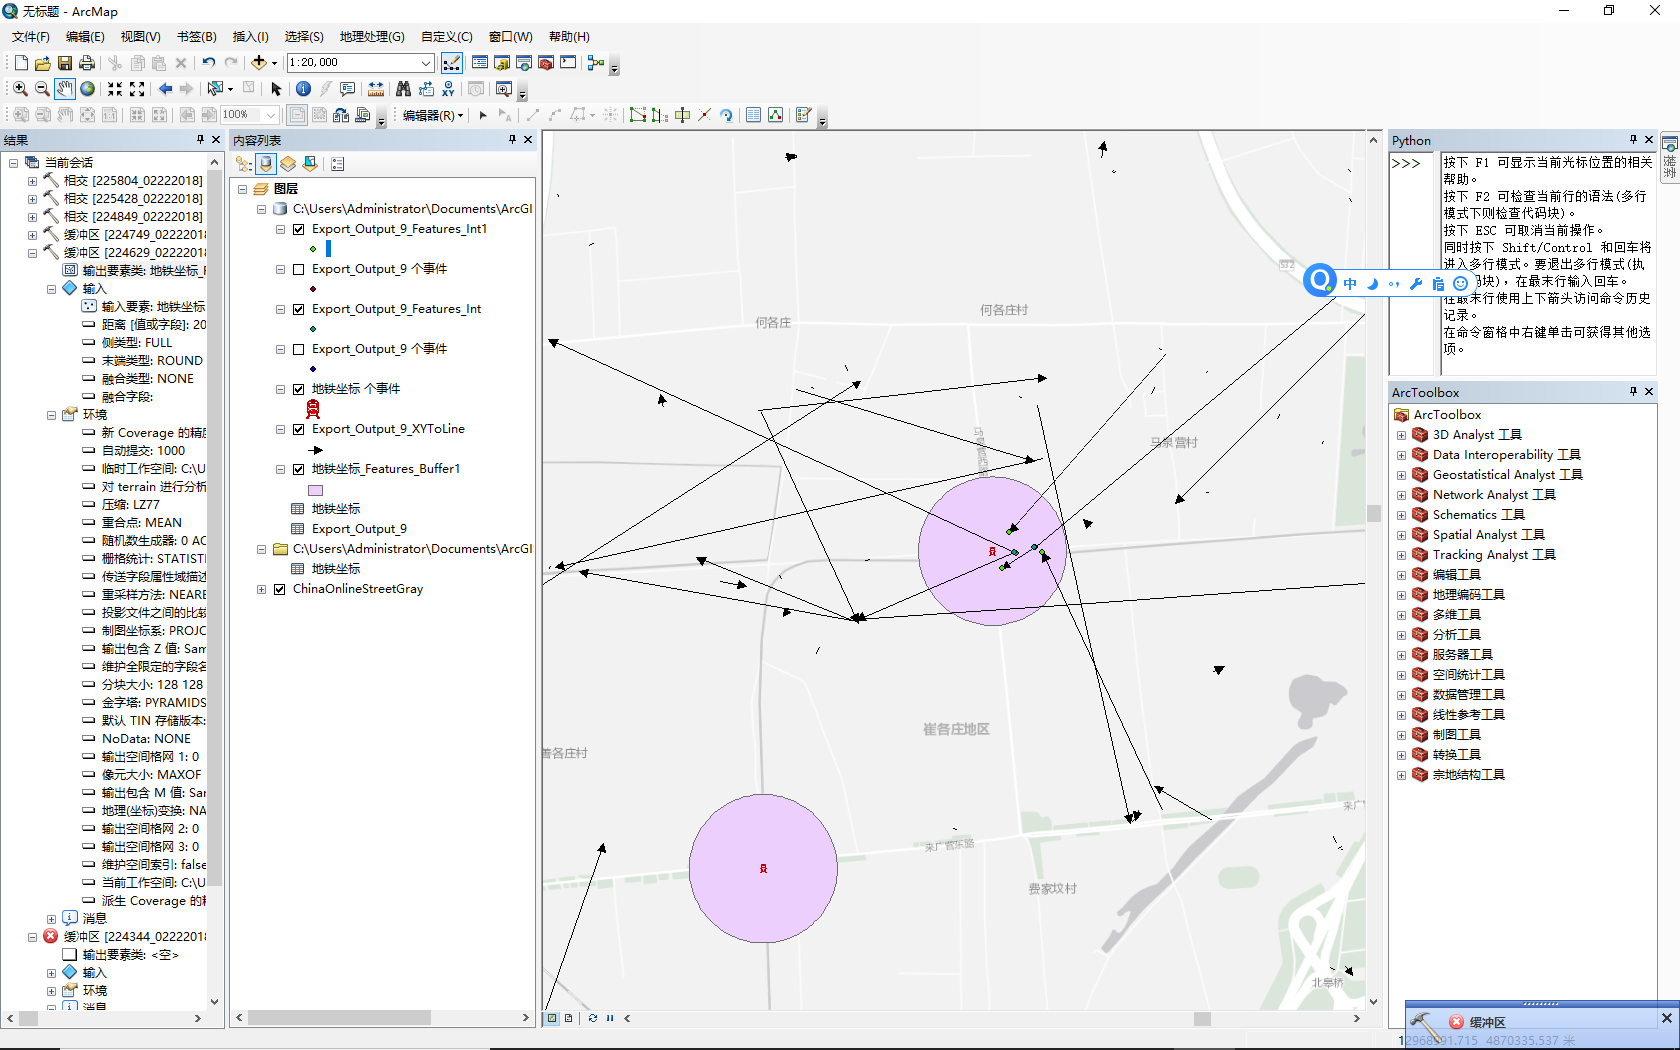 无标题 - ArcMap
文件(F) 编辑(E) 视图(V) 书签(B) 插入(I) 选择(S) 地理处理(G) 自定义(C) 窗口(W) 帮助(H)
1:20,000
100%
编辑器(R)
结果
当前会话
相交 [225804_02222018]
相交 [225428_02222018]
相交 [224849_02222018]
缓冲区 [224749_0222201
缓冲区 [224629_0222201
输出要素类: 地铁坐标_F
输入
输入要素: 地铁坐标
距离 [值或字段]: 20
侧类型: FULL
末端类型: ROUND
融合类型: NONE
融合字段:
环境
新 Coverage 的精度
自动提交: 1000
临时工作空间: C:\U
对 terrain 进行分析
压缩: LZ77
重合点: MEAN
随机数生成器: 0 AC
栅格统计: STATISTI
传送字段属性域描述
重采样方法: NEARE
投影文件之间的比较
制图坐标系: PROJC
输出包含 Z 值: Sam
维护全限定的字段名
分块大小: 128 128
金字塔: PYRAMIDS
默认 TIN 存储版本:
NoData: NONE
输出空间格网 1: 0
像元大小: MAXOF
输出包含 M 值: Sar
地理(坐标)变换: NA
输出空间格网 2: 0
输出空间格网 3: 0
维护空间索引: false
当前工作空间: C:\U
派生 Coverage 的精
消息
缓冲区 [224344_0222201
输出要素类: <空>
输入
环境
消息
内容列表
图层
C:\Users\Administrator\Documents\ArcGI
Export_Output_9_Features_Int1
Export_Output_9 个事件
Export_Output_9_Features_Int
Export_Output_9 个事件
地铁坐标 个事件
Export_Output_9_XYToLine
地铁坐标_Features_Buffer1
地铁坐标
Export_Output_9
C:\Users\Administrator\Documents\ArcGI
地铁坐标
ChinaOnlineStreetGray
S32
何各庄
何各庄村
马泉营村
崔各庄地区
善各庄村
来广营东路
来广
费家坟村
北皋桥
Python
>>>
按下 F1 可显示当前光标位置的相关
帮助。
按下 F2 可检查当前行的语法(多行
模式下则检查代码块)。
按下 ESC 可取消当前操作。
同时按下 Shift/Control 和回车将
进入多行模式。要退出多行模式(执
码块), 在最末行输入回车。
在最末行使用上下箭头访问命令历史
记录。
在命令窗格中右键单击可获得其他选
项。
中
ArcToolbox
ArcToolbox
3D Analyst 工具
Data Interoperability 工具
Geostatistical Analyst 工具
Network Analyst 工具
Schematics 工具
Spatial Analyst 工具
Tracking Analyst 工具
编辑工具
地理编码工具
多维工具
分析工具
服务器工具
空间统计工具
数据管理工具
线性参考工具
制图工具
转换工具
宗地结构工具
缓冲区
12968991.715 4870335.537 米